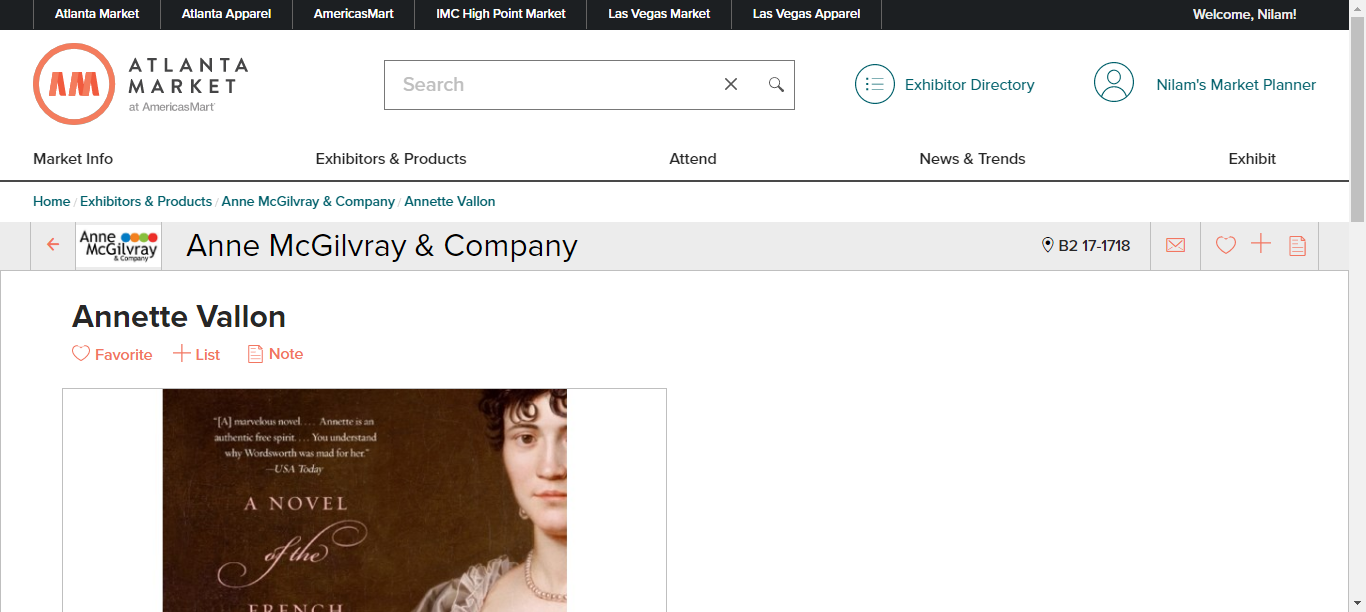 Atlanta Market Atlanta Apparel AmericasMart IMC High Point Market Las Vegas Market Las Vegas Apparel Welcome, Nilam!
AM
ATLANTA
MARKET
at AmericasMart
Search
Exhibitor Directory
Nilam's Market Planner
Market Info Exhibitors & Products Attend News & Trends Exhibit
Home / Exhibitors & Products / Anne McGilvray & Company / Annette Vallon
Anne
McGilvray
& Company
Anne McGilvray & Company
B2 17-1718
Annette Vallon
Favorite List Note
"[A] marvelous novel.... Annette is an
authentic free spirit.... You understand
why Wordsworth was mad for her."
—USA Today
A NOVEL
of the
FRENCH